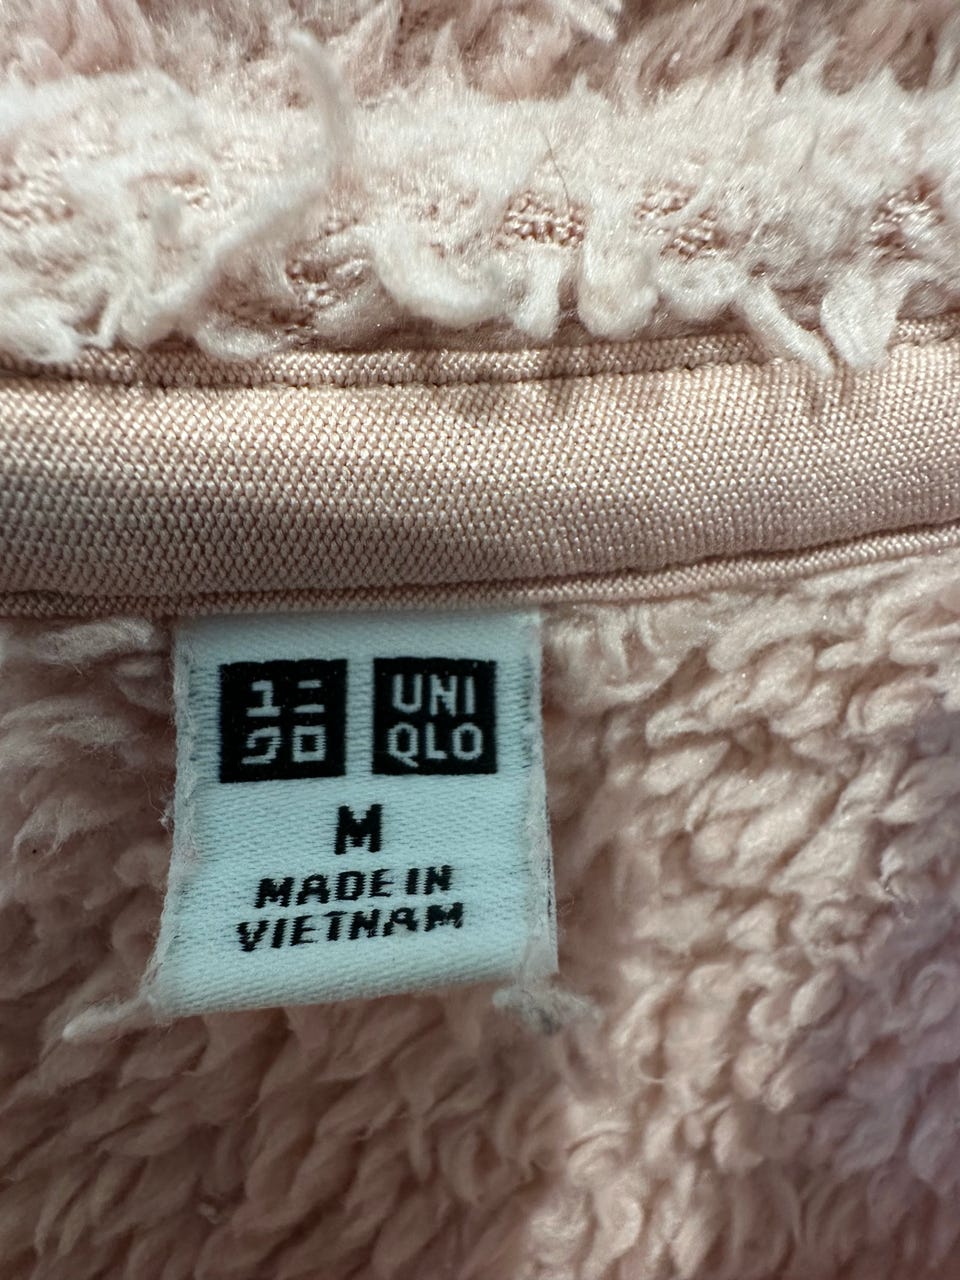 ユニ UNI
クロ QLO
M
MADE IN
VIETNAM